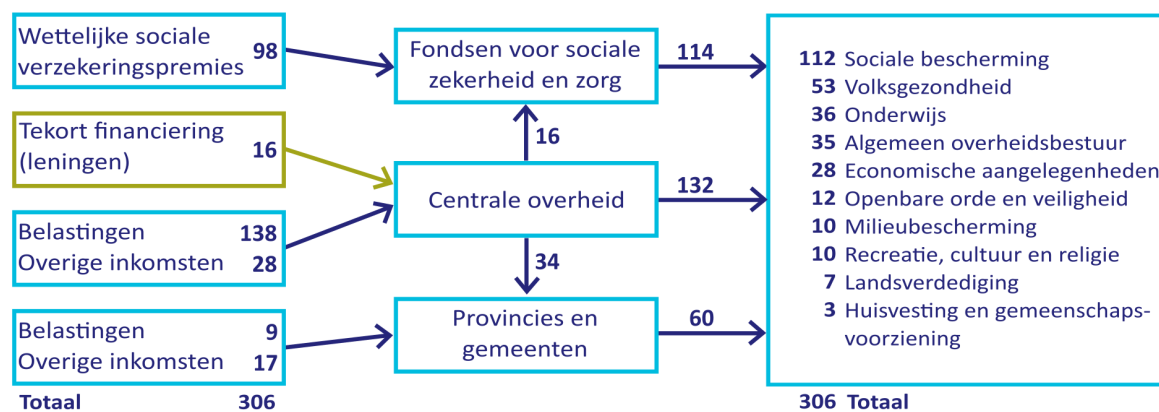 Wettelijke sociale
verzekeringspremies 98
Tekort financiering
(leningen) 16
Belastingen 138
Overige inkomsten 28
Belastingen 9
Overige inkomsten 17
Totaal 306
Fondsen voor sociale
zekerheid en zorg
16
Centrale overheid
34
Provincies en
gemeenten
114
132
60
112 Sociale bescherming
53 Volksgezondheid
36 Onderwijs
35 Algemeen overheidsbestuur
28 Economische aangelegenheden
12 Openbare orde en veiligheid
10 Milieubescherming
10 Recreatie, cultuur en religie
7 Landsverdediging
3 Huisvesting en gemeenschaps-
voorziening
306 Totaal